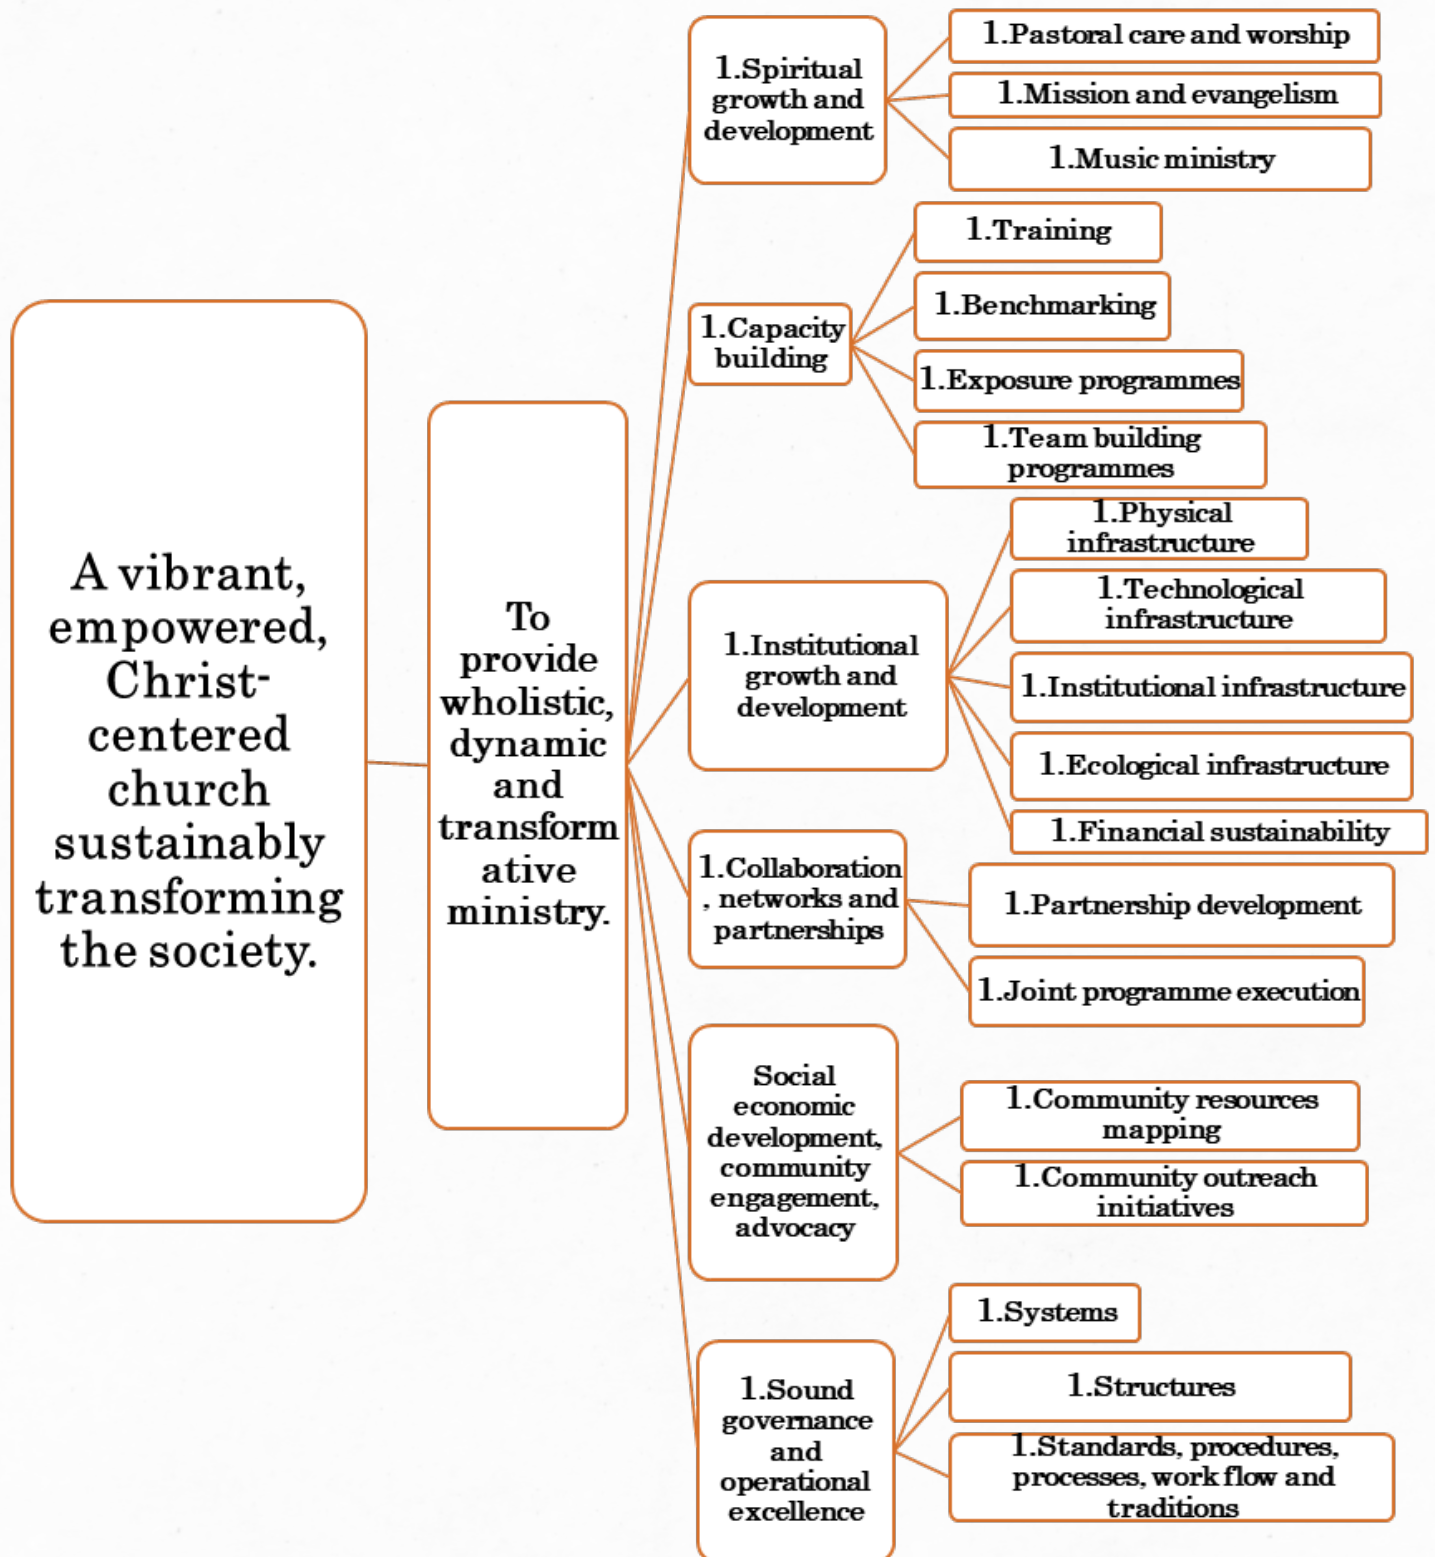 A vibrant,
empowered,
Christ-
centered
church
sustainably
transforming
the society.
To
provide
wholistic,
dynamic
and
transform
ative
ministry.
1.Spiritual
growth and
development
1.Pastoral care and worship
1.Mission and evangelism
1.Music ministry
1.Capacity
building
1.Training
1.Benchmarking
1.Exposure programmes
1.Team building
programmes
1.Institutional
growth and
development
1.Physical
infrastructure
1.Technological
infrastructure
1.Institutional infrastructure
1.Ecological infrastructure
1.Financial sustainability
1.Collaboration
, networks and
partnerships
1.Partnership development
1.Joint programme execution
Social
economic
development,
community
engagement,
advocacy
1.Community resources
mapping
1.Community outreach
initiatives
1.Sound
governance
and
operational
excellence
1.Systems
1.Structures
1.Standards, procedures,
processes, work flow and
traditions